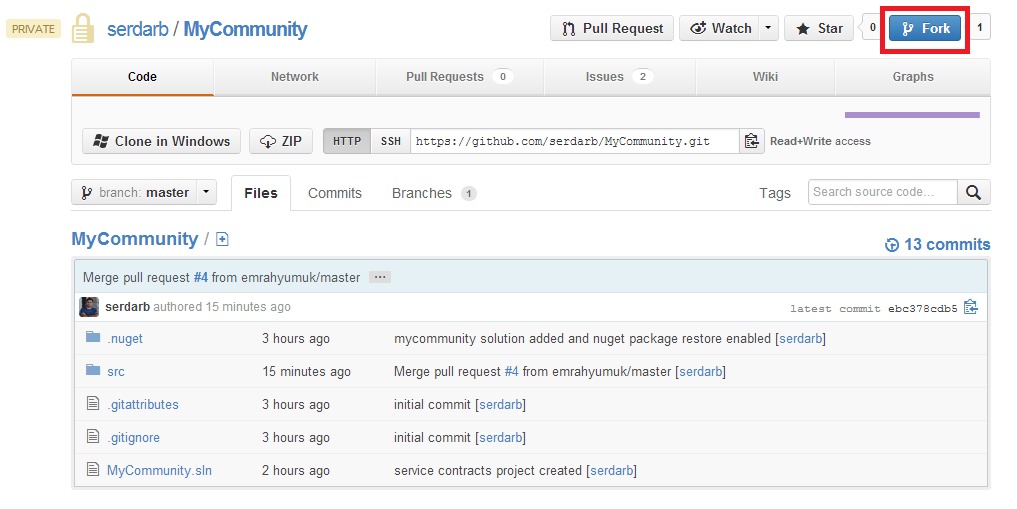 PRIVATE serdarb / MyCommunity Pull Request Watch Star 0 Fork 1
Code Network Pull Requests 0 Issues 2 Wiki Graphs
Clone in Windows ZIP HTTP SSH https://github.com/serdarb/MyCommunity.git Read+Write access
branch: master Files Commits Branches 1 Tags Search source code...
MyCommunity / 13 commits
Merge pull request #4 from emrahyumuk/master ...
serdarb authored 15 minutes ago latest commit ebc378cdb5
.nuget 3 hours ago mycommunity solution added and nuget package restore enabled [serdarb]
src 15 minutes ago Merge pull request #4 from emrahyumuk/master [serdarb]
.gitattributes 3 hours ago initial commit [serdarb]
.gitignore 3 hours ago initial commit [serdarb]
MyCommunity.sln 2 hours ago service contracts project created [serdarb]